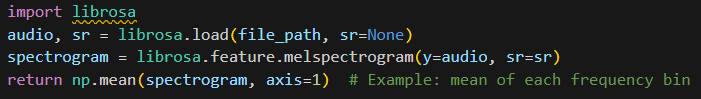 import librosa
audio, sr = librosa.load(file_path, sr=None)
spectrogram = librosa.feature.melspectrogram(y=audio, sr=sr)
return np.mean(spectrogram, axis=1)  # Example: mean of each frequency bin